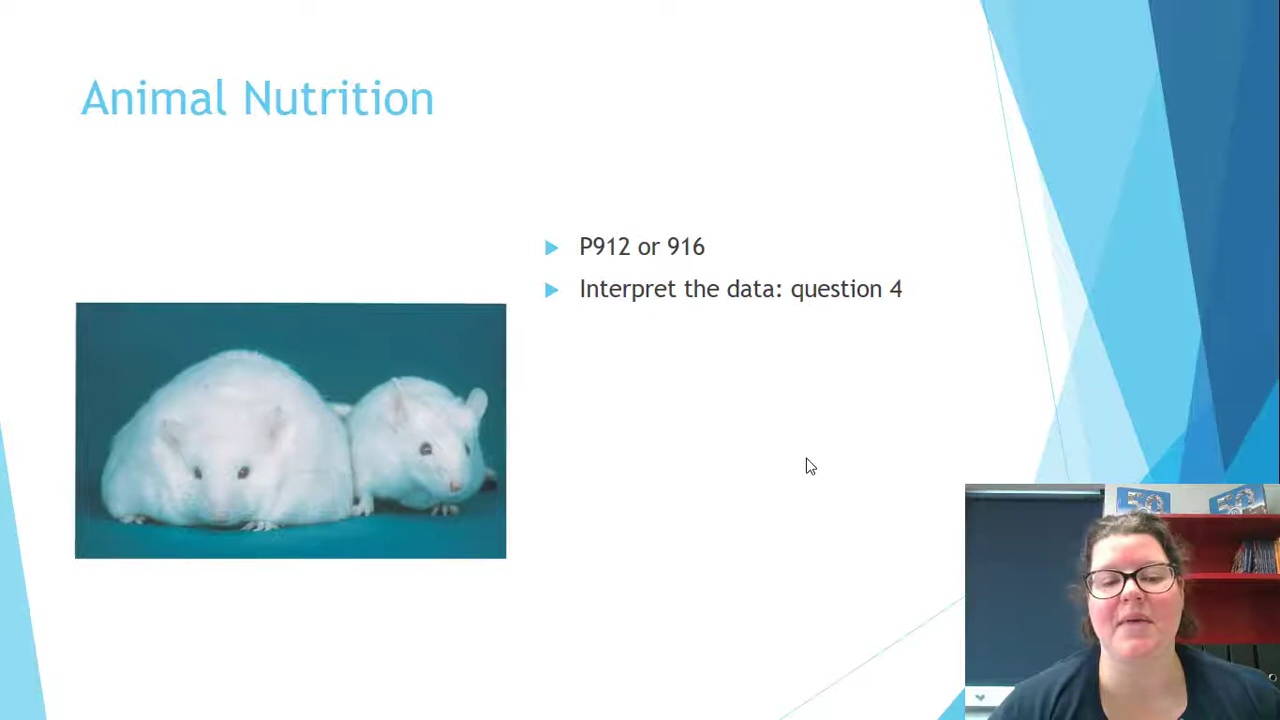 Animal Nutrition
P912 or 916
Interpret the data: question 4